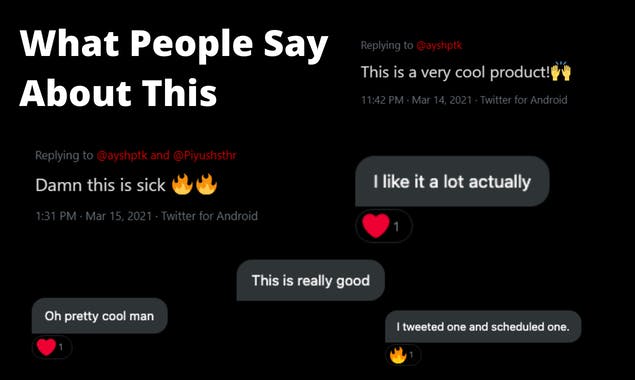 What People Say
About This
Replying to @ayshptk
This is a very cool product!🙌
11:42 PM · Mar 14, 2021 · Twitter for Android
Replying to @ayshptk and @Piyushsthr
Damn this is sick 🔥🔥
1:31 PM · Mar 15, 2021 · Twitter for Android
I like it a lot actually
❤️ 1
This is really good
Oh pretty cool man
❤️ 1
I tweeted one and scheduled one.
🔥 1